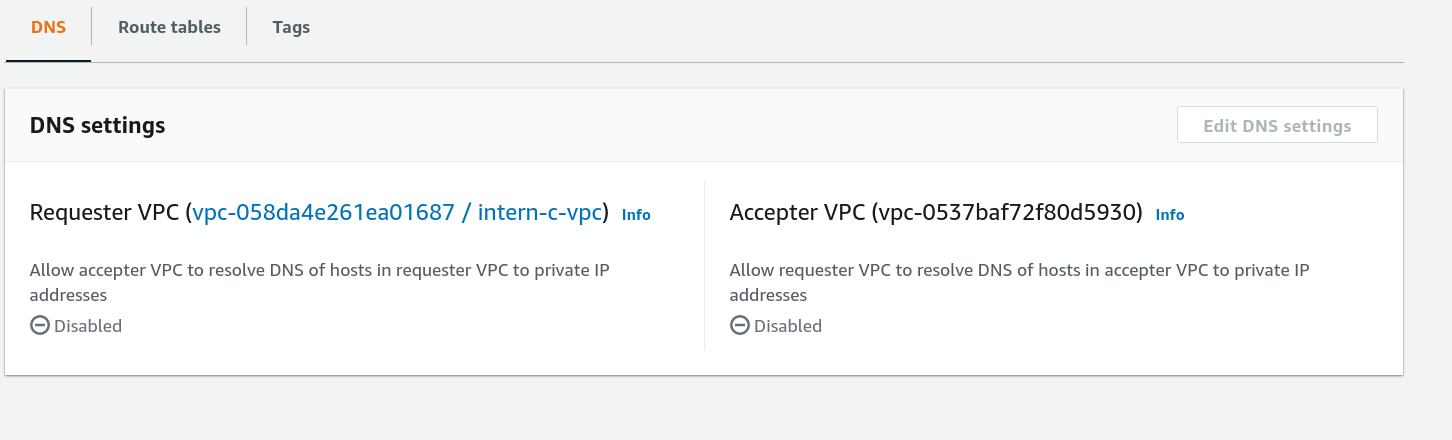 DNS
Route tables
Tags
DNS settings
Edit DNS settings
Requester VPC (vpc-058da4e261ea01687 / intern-c-vpc) Info
Allow accepter VPC to resolve DNS of hosts in requester VPC to private IP
addresses
Disabled
Accepter VPC (vpc-0537baf72f80d5930) Info
Allow requester VPC to resolve DNS of hosts in accepter VPC to private IP
addresses
Disabled